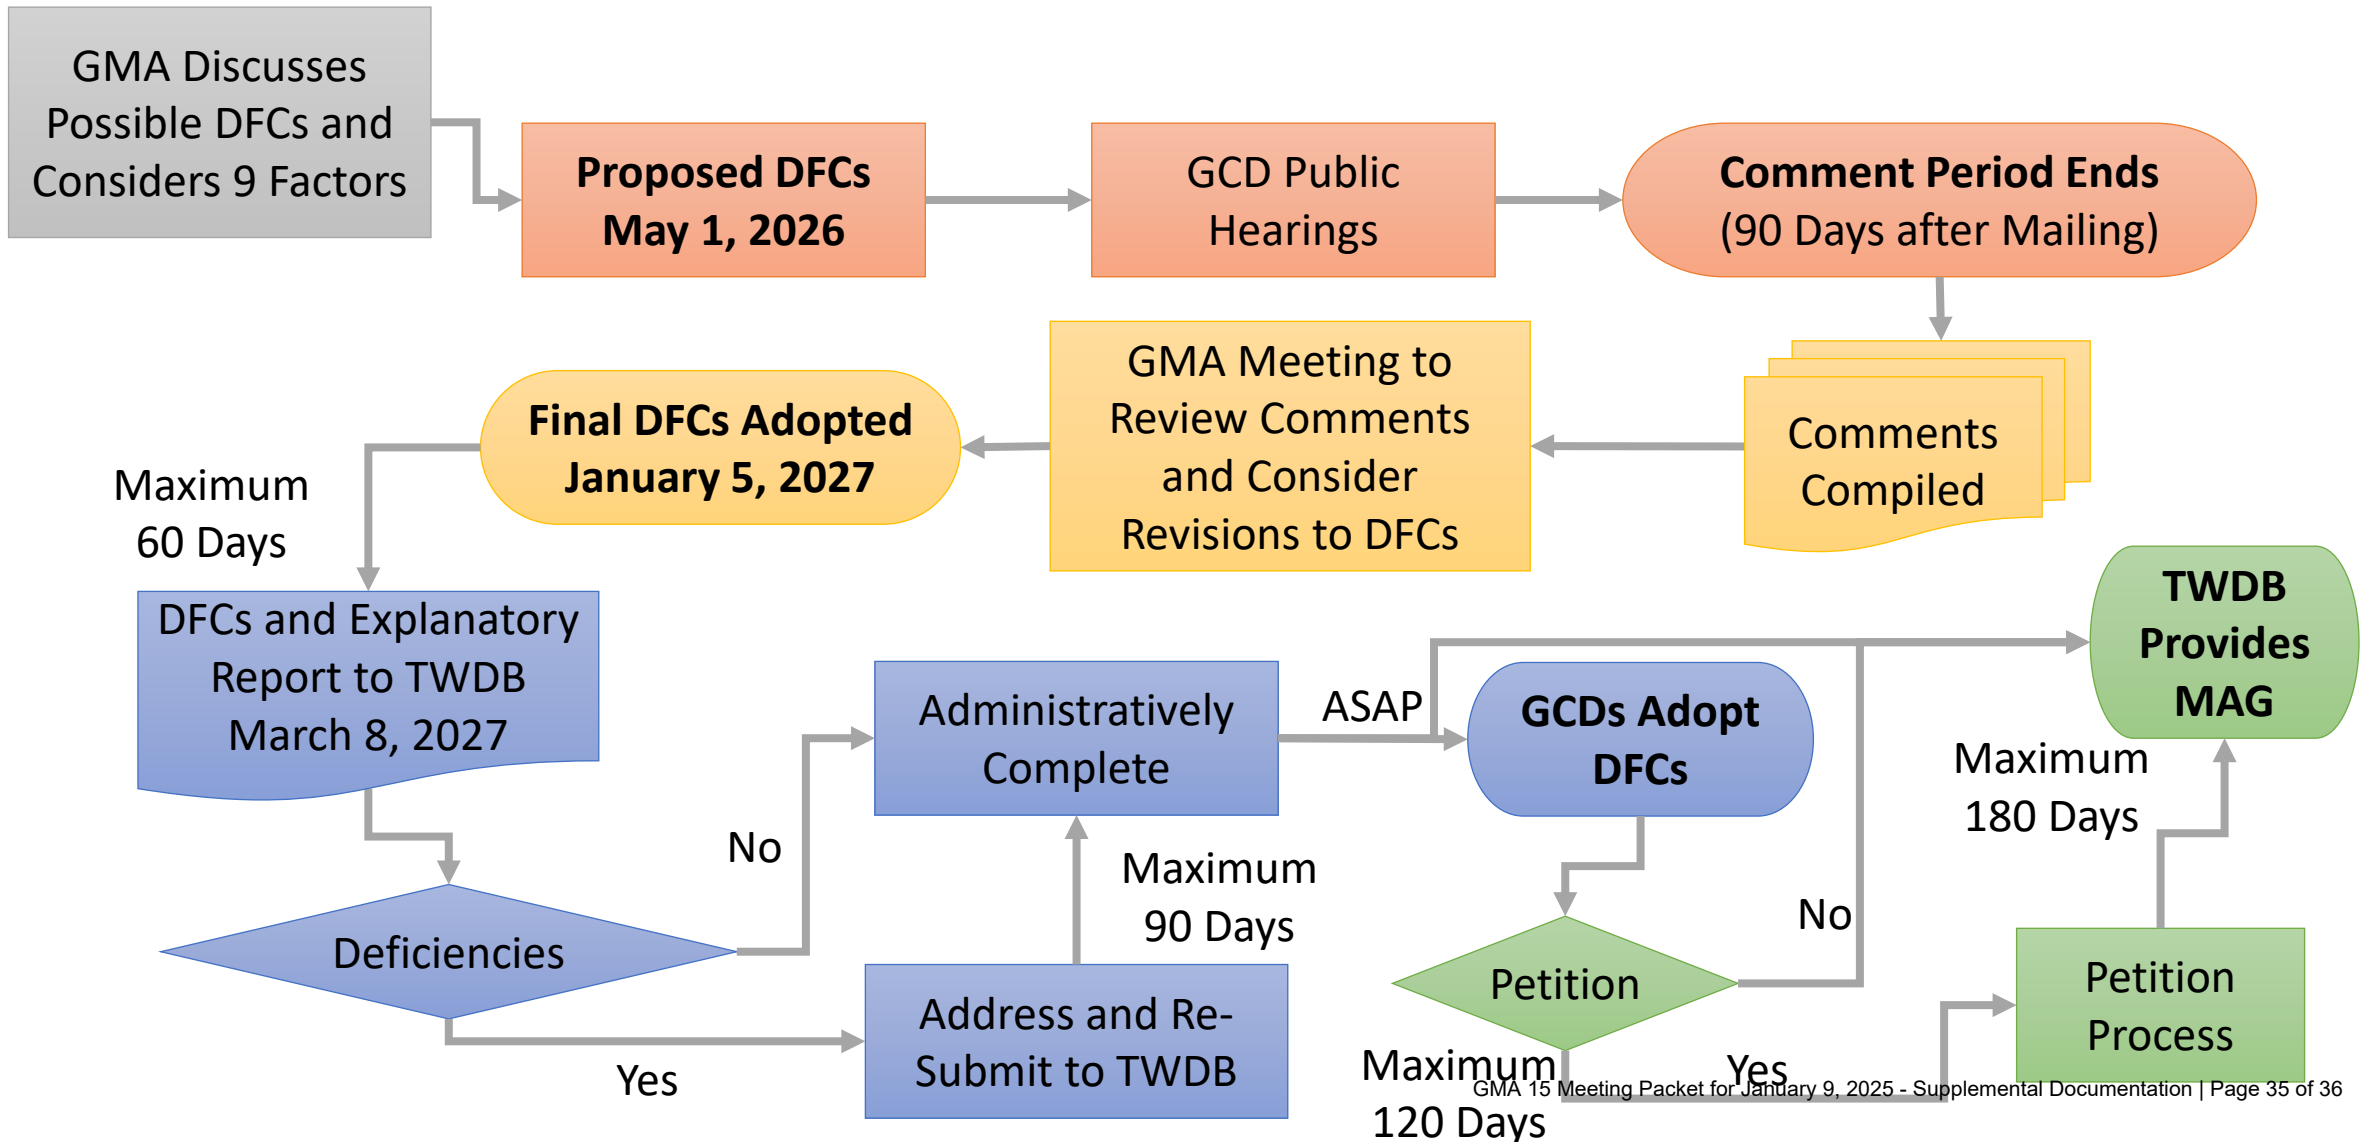 GMA Discusses
Possible DFCs and
Considers 9 Factors
Proposed DFCs
May 1, 2026
GCD Public
Hearings
Comment Period Ends
(90 Days after Mailing)
Comments
Compiled
GMA Meeting to
Review Comments
and Consider
Revisions to DFCs
Final DFCs Adopted
January 5, 2027
Maximum
60 Days
DFCs and Explanatory
Report to TWDB
March 8, 2027
Deficiencies
No
Yes
Address and Re-
Submit to TWDB
Maximum
90 Days
Administratively
Complete
ASAP
GCDs Adopt
DFCs
Petition
No
Yes
Maximum
120 Days
Petition
Process
Maximum
180 Days
TWDB
Provides
MAG
GMA 15 Meeting Packet for January 9, 2025 - Supplemental Documentation | Page 35 of 36